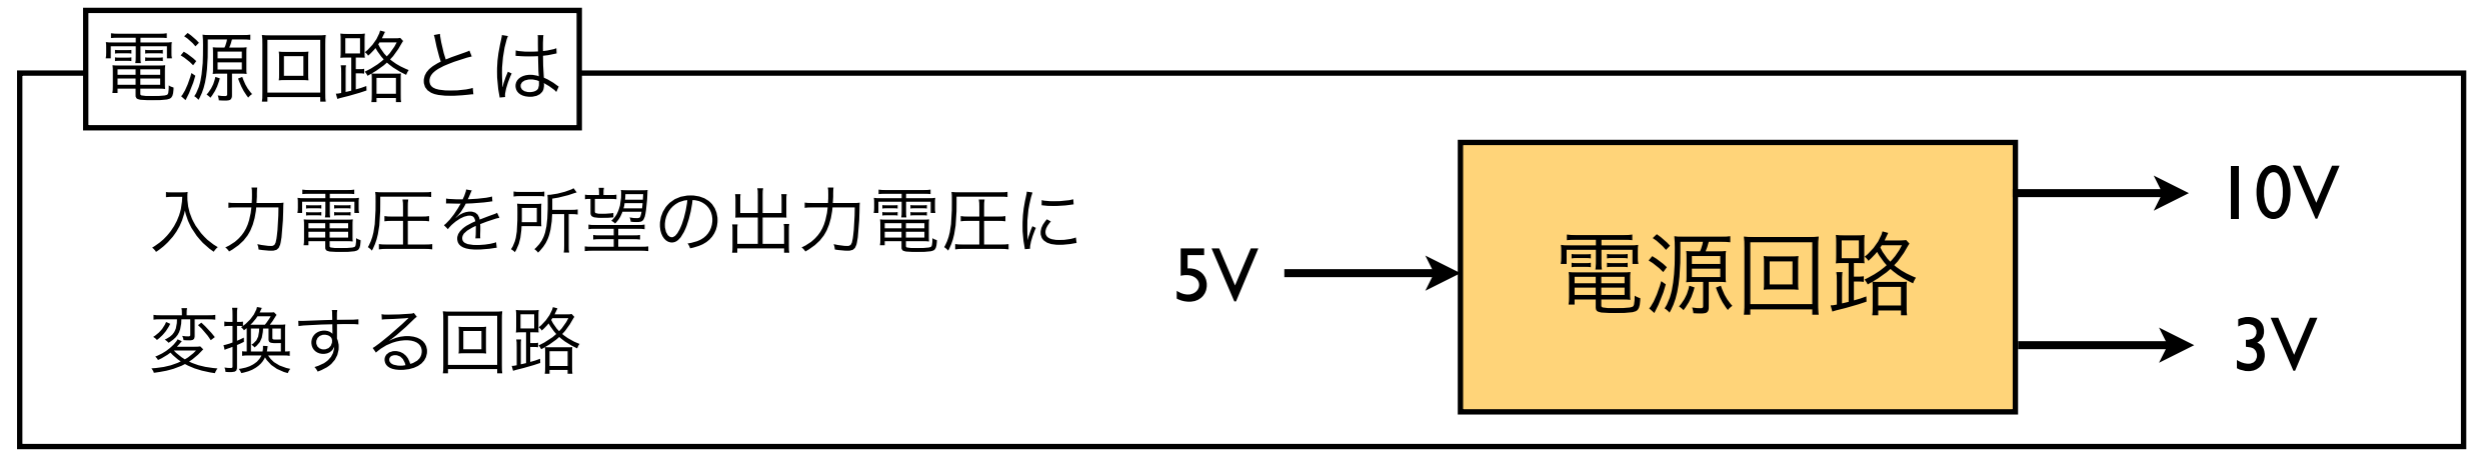 電源回路とは
入力電圧を所望の出力電圧に
変換する回路
5V
電源回路
10V
3V